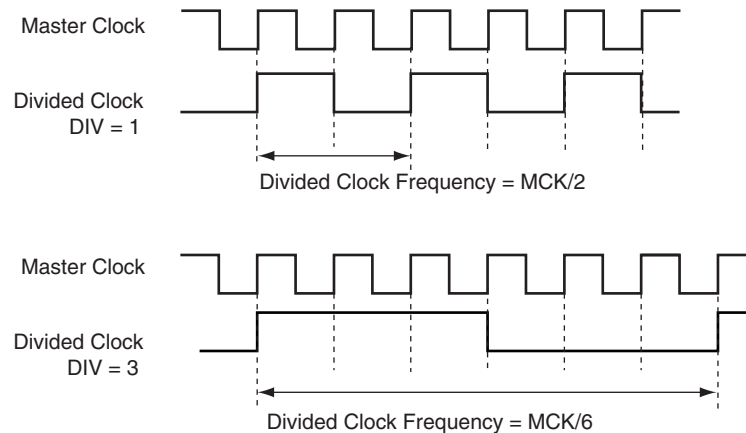 Master Clock
Divided Clock
DIV = 1
Divided Clock Frequency = MCK/2
Master Clock
Divided Clock
DIV = 3
Divided Clock Frequency = MCK/6